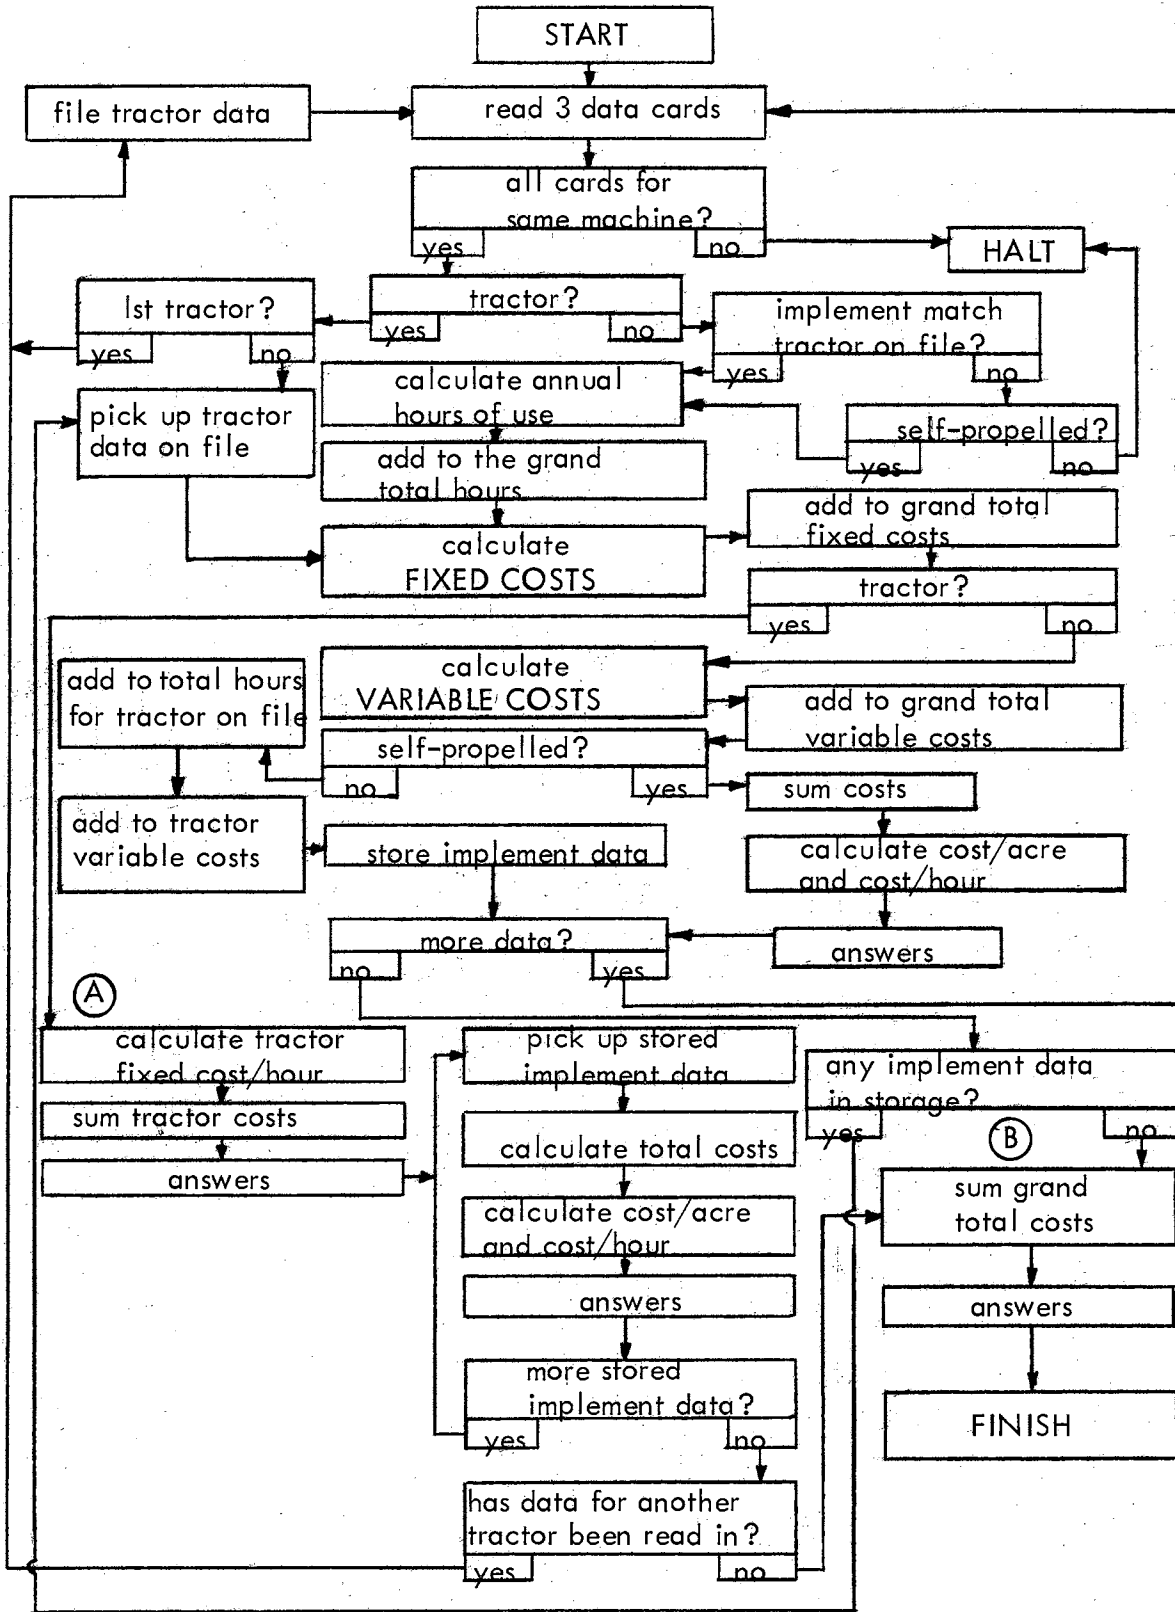 START
file tractor data
read 3 data cards
all cards for
same machine?
yes
no
HALT
1st tractor?
yes
no
tractor?
yes
no
implement match
tractor on file?
yes
no
pick up tractor
data on file
calculate annual
hours of use
self-propelled?
yes
no
add to the grand
total hours
calculate
FIXED COSTS
add to grand total
fixed costs
tractor?
yes
no
add to total hours
for tractor on file
calculate
VARIABLE COSTS
add to grand total
variable costs
self-propelled?
no
yes
sum costs
add to tractor
variable costs
store implement data
calculate cost/acre
and cost/hour
more data?
no
yes
answers
A
calculate tractor
fixed cost/hour
sum tractor costs
answers
pick up stored
implement data
calculate total costs
calculate cost/acre
and cost/hour
answers
more stored
implement data?
yes
no
has data for another
tractor been read in?
yes
no
any implement data
in storage?
yes
no
B
sum grand
total costs
answers
FINISH